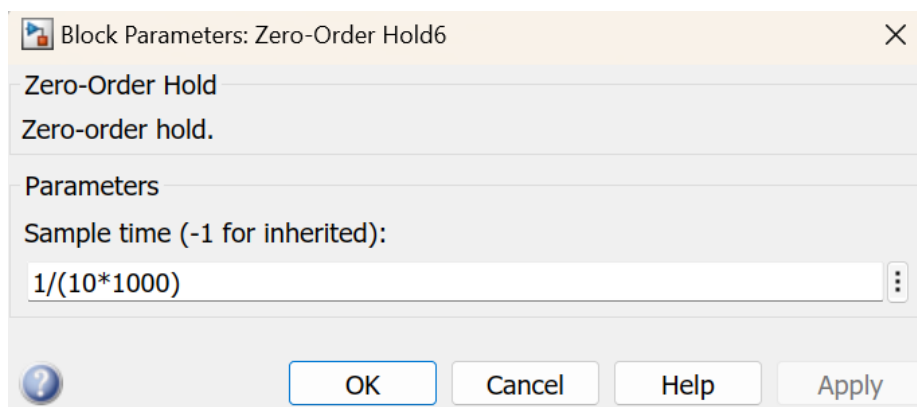 Block Parameters: Zero-Order Hold6
Zero-Order Hold
Zero-order hold.
Parameters
Sample time (-1 for inherited):
1/(10*1000)
?
OK Cancel Help Apply